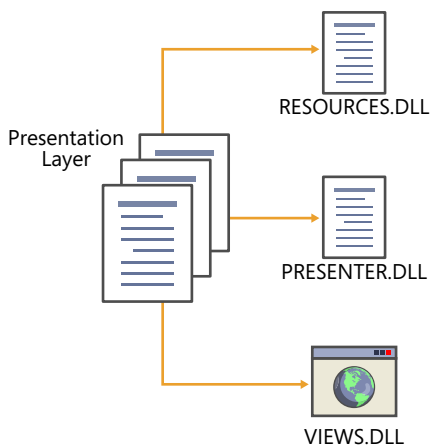 RESOURCES.DLL
Presentation
Layer
PRESENTER.DLL
VIEWS.DLL